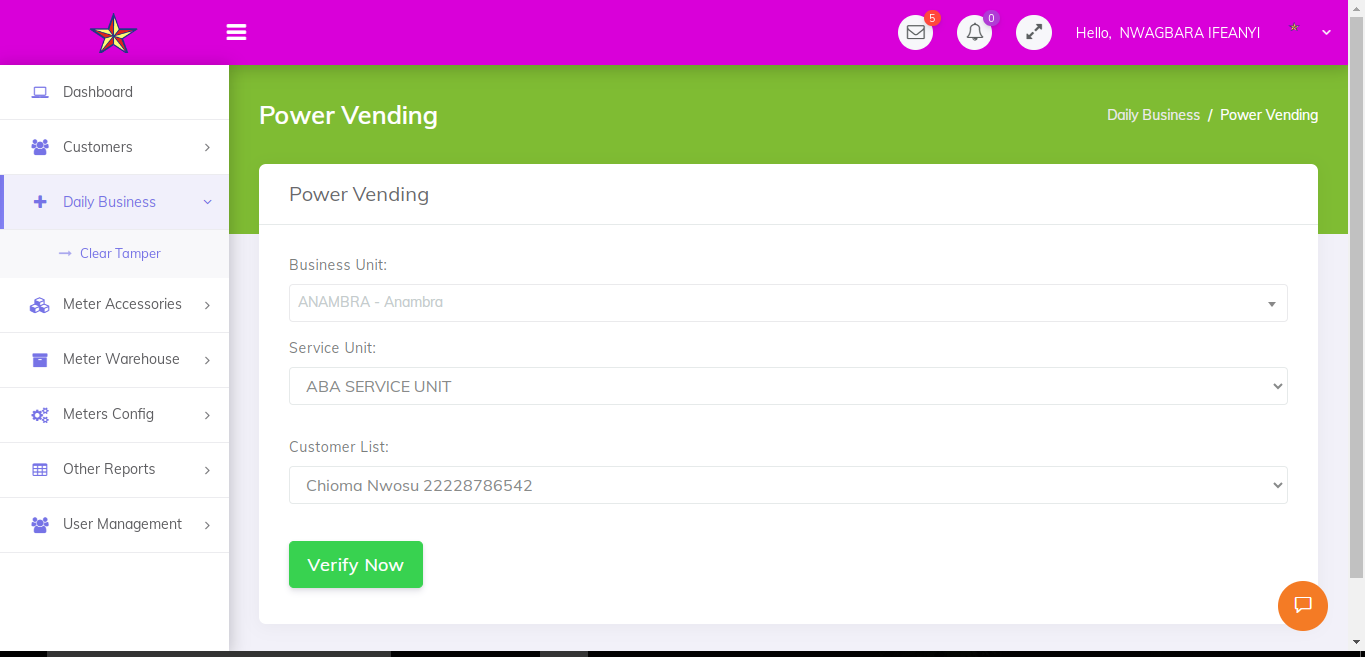 5
0
Hello, NWAGBARA IFEANYI
Dashboard
Customers
Daily Business
Clear Tamper
Meter Accessories
Meter Warehouse
Meters Config
Other Reports
User Management
Power Vending
Daily Business / Power Vending
Power Vending
Business Unit:
ANAMBRA - Anambra
Service Unit:
ABA SERVICE UNIT
Customer List:
Chioma Nwosu 22228786542
Verify Now